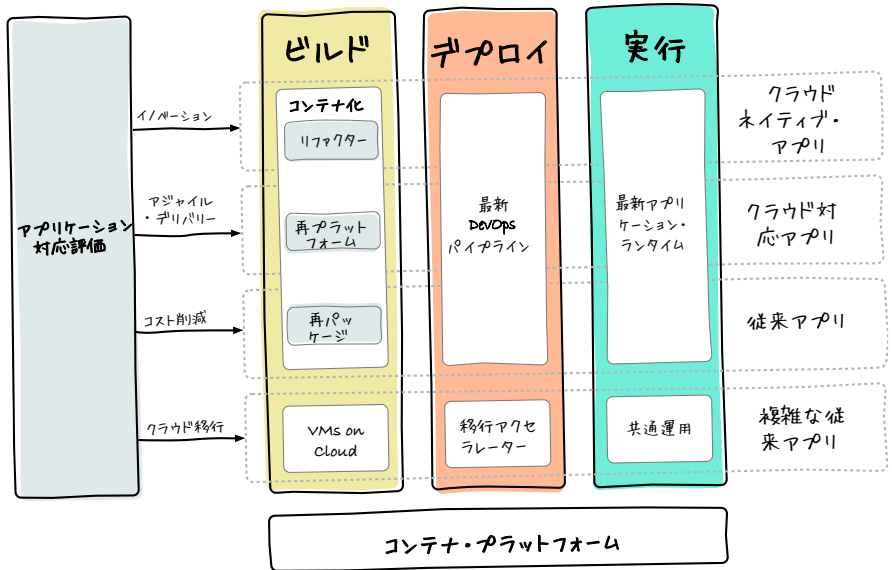 ビルド
デプロイ
実行
コンテナ化
イノベーション
リファクター
クラウド
ネイティブ・
アプリ
アジャイル
・デリバリー
再プラット
フォーム
最新
DevOps
パイプライン
最新アプリ
ケーション・
ランタイム
クラウド対
応アプリ
アプリケーション
対応評価
コスト削減
再パッ
ケージ
従来アプリ
クラウド移行
VMs on
Cloud
移行アクセ
ラレーター
共通運用
複雑な従
来アプリ
コンテナ・プラットフォーム